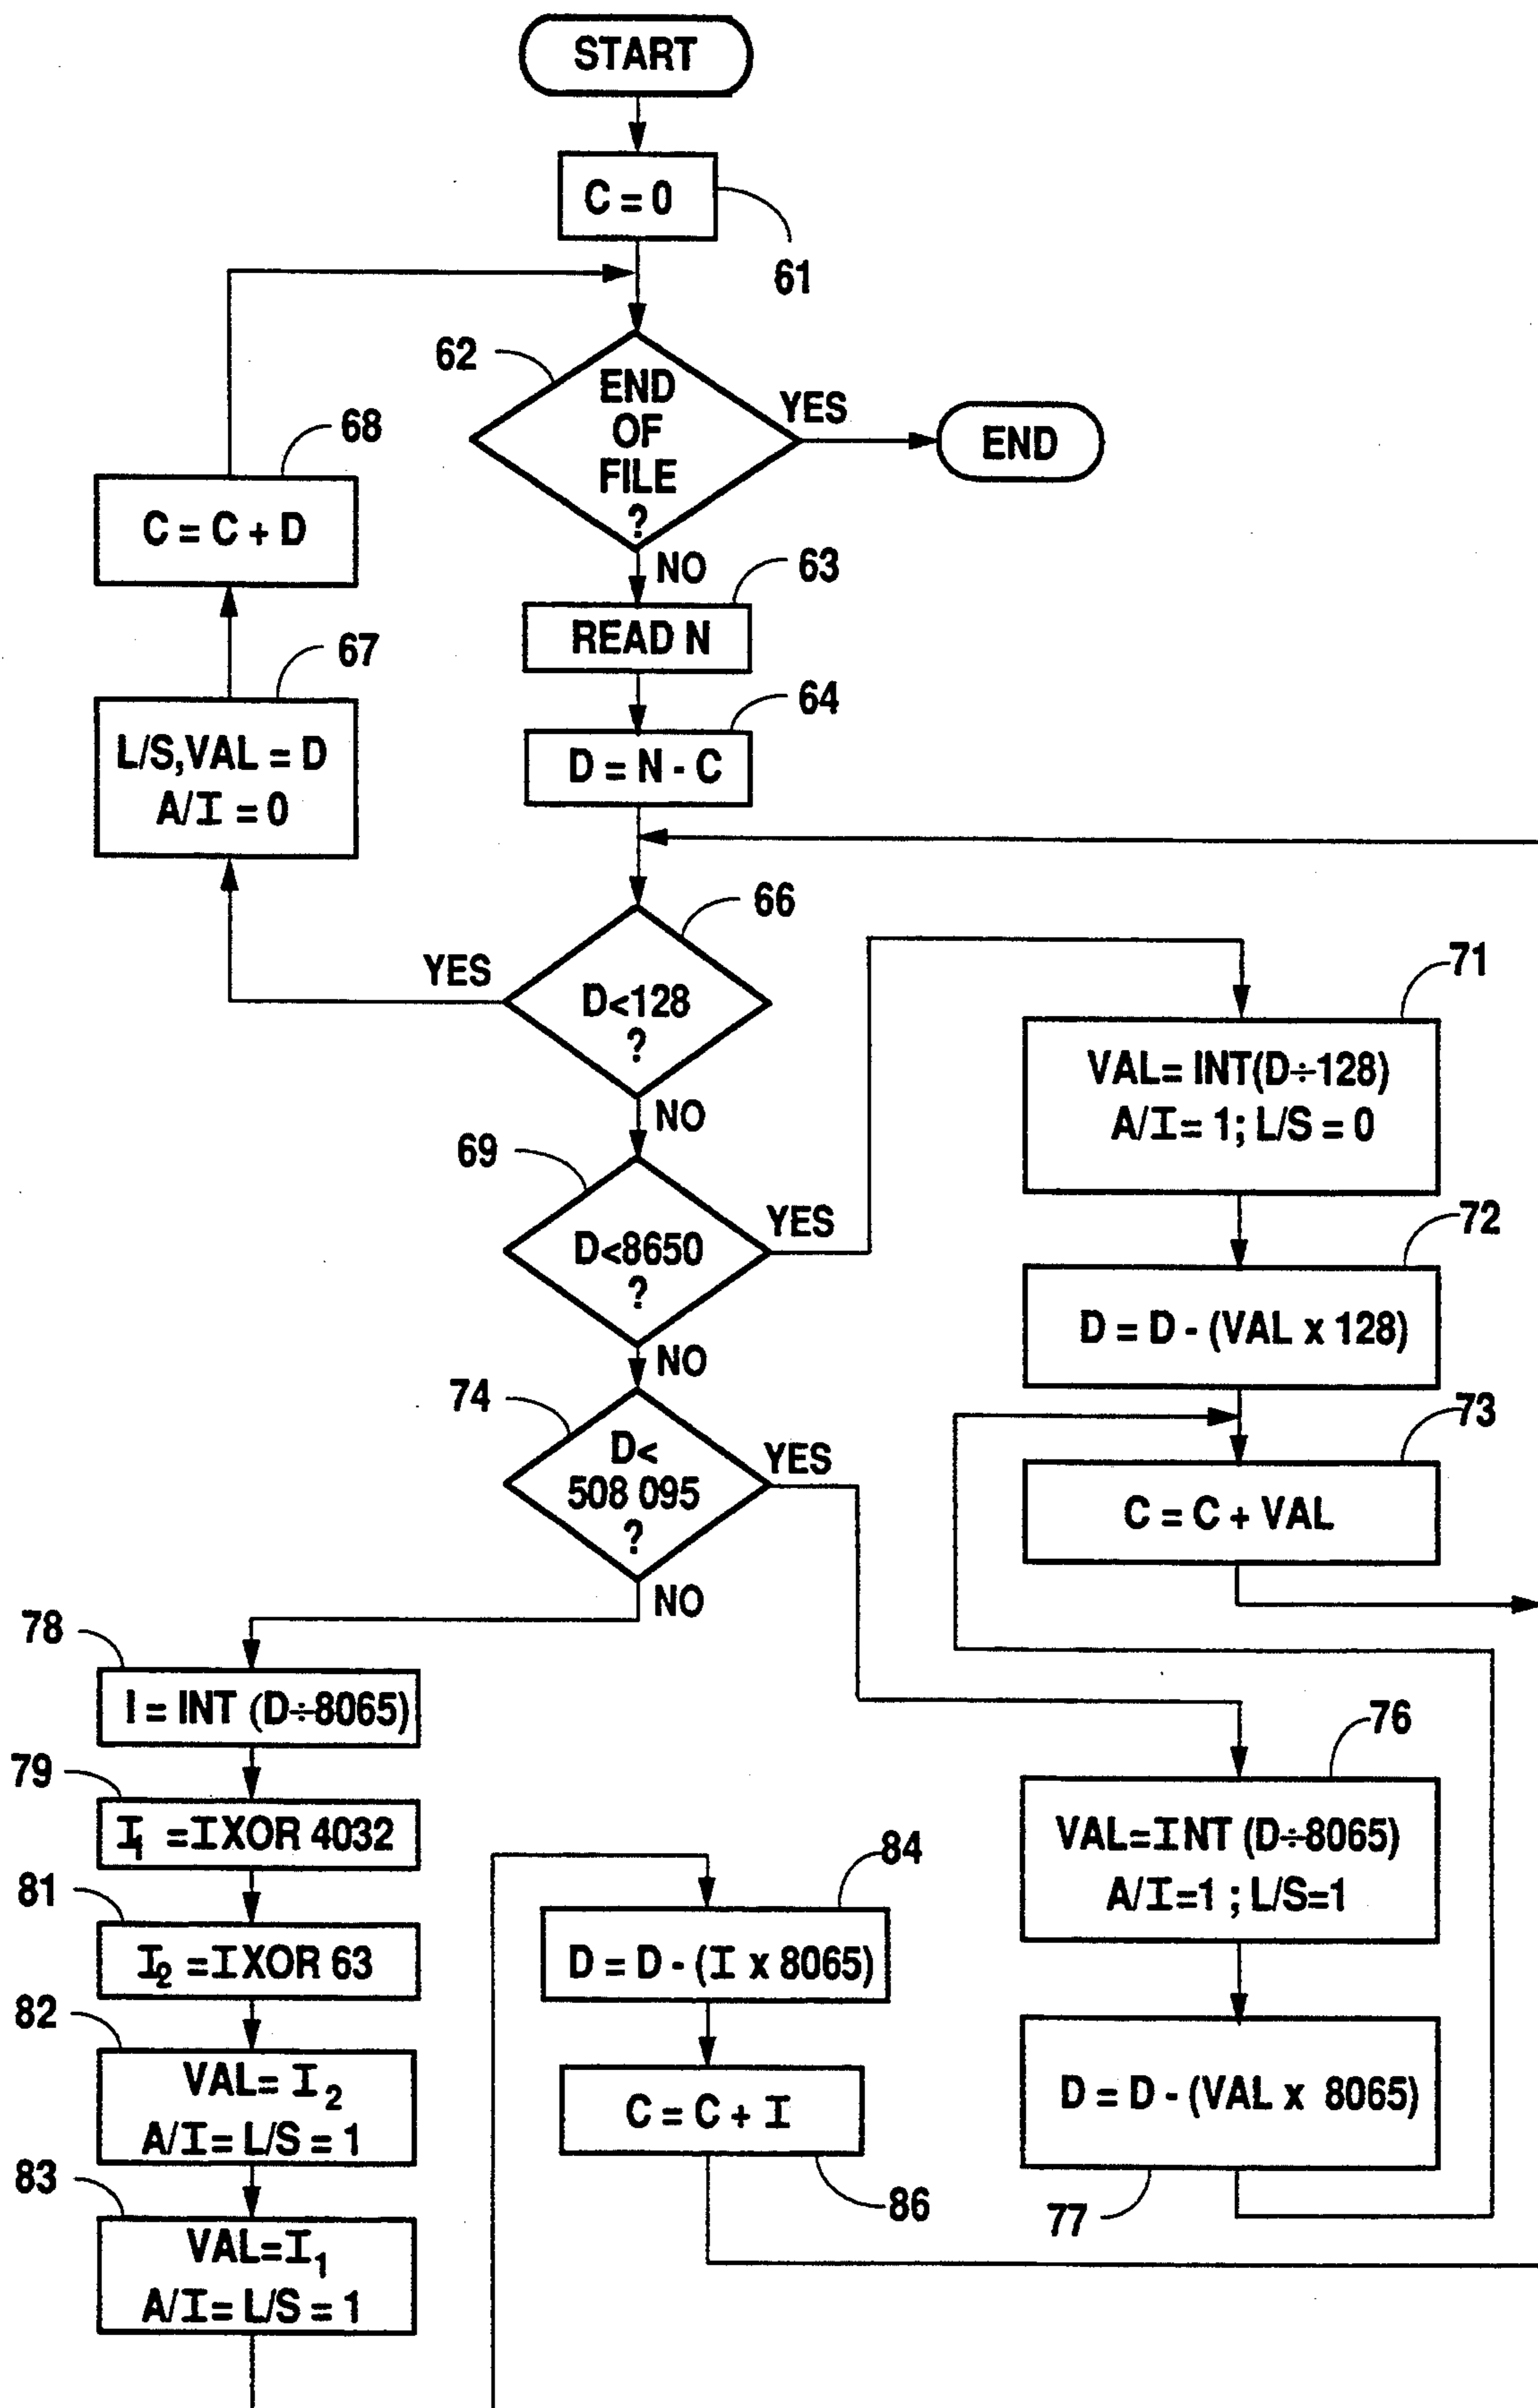 START
C = 0
61
62
END
OF
FILE
?
YES
END
68
C = C + D
NO
63
READ N
67
64
L/S,VAL = D
A/I = 0
D = N - C
66
YES
D<128
?
71
VAL= INT(D÷128)
A/I= 1; L/S = 0
NO
69
YES
D<8650
?
72
D = D - (VAL x 128)
NO
74
D<
508 095
?
YES
73
C = C + VAL
NO
78
I = INT (D÷8065)
76
79
I1 =IXOR 4032
VAL=INT (D÷8065)
A/I=1 ; L/S=1
84
81
I2 =IXOR 63
D = D - (I x 8065)
82
VAL= I2
A/I= L/S = 1
C = C + I
D = D - (VAL x 8065)
83
86
77
VAL=I1
A/I= L/S = 1